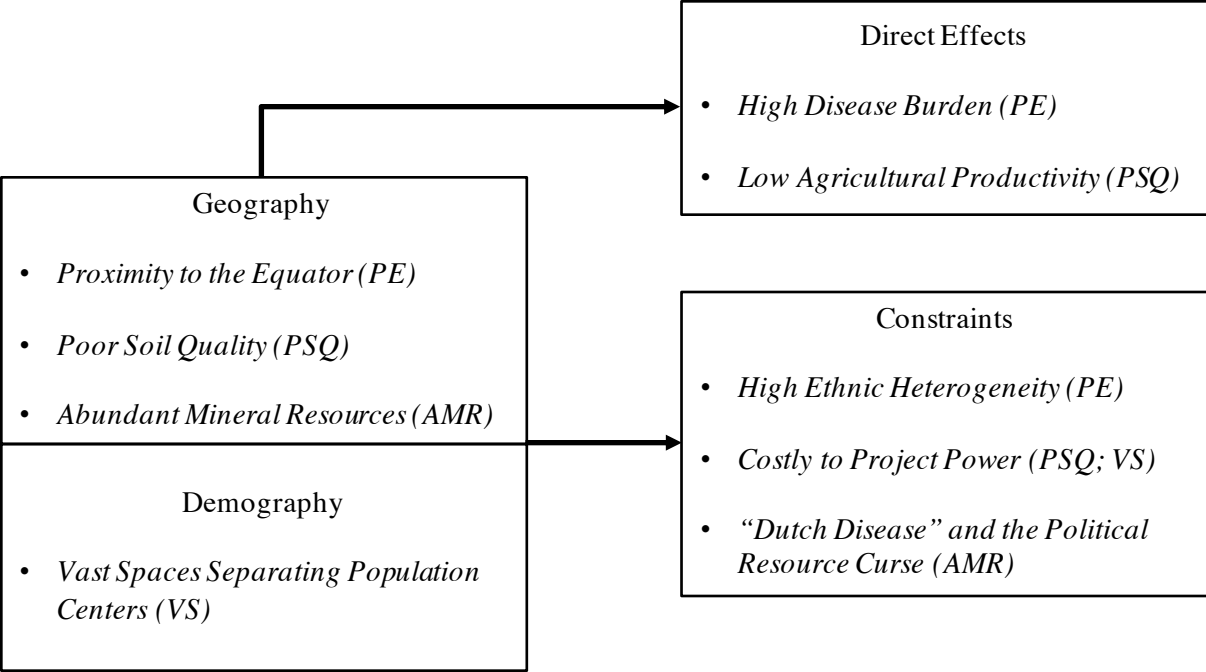 Direct Effects
• High Disease Burden (PE)
• Low Agricultural Productivity (PSQ)
Geography
• Proximity to the Equator (PE)
• Poor Soil Quality (PSQ)
• Abundant Mineral Resources (AMR)
Demography
• Vast Spaces Separating Population
Centers (VS)
Constraints
• High Ethnic Heterogeneity (PE)
• Costly to Project Power (PSQ; VS)
• “Dutch Disease” and the Political
Resource Curse (AMR)